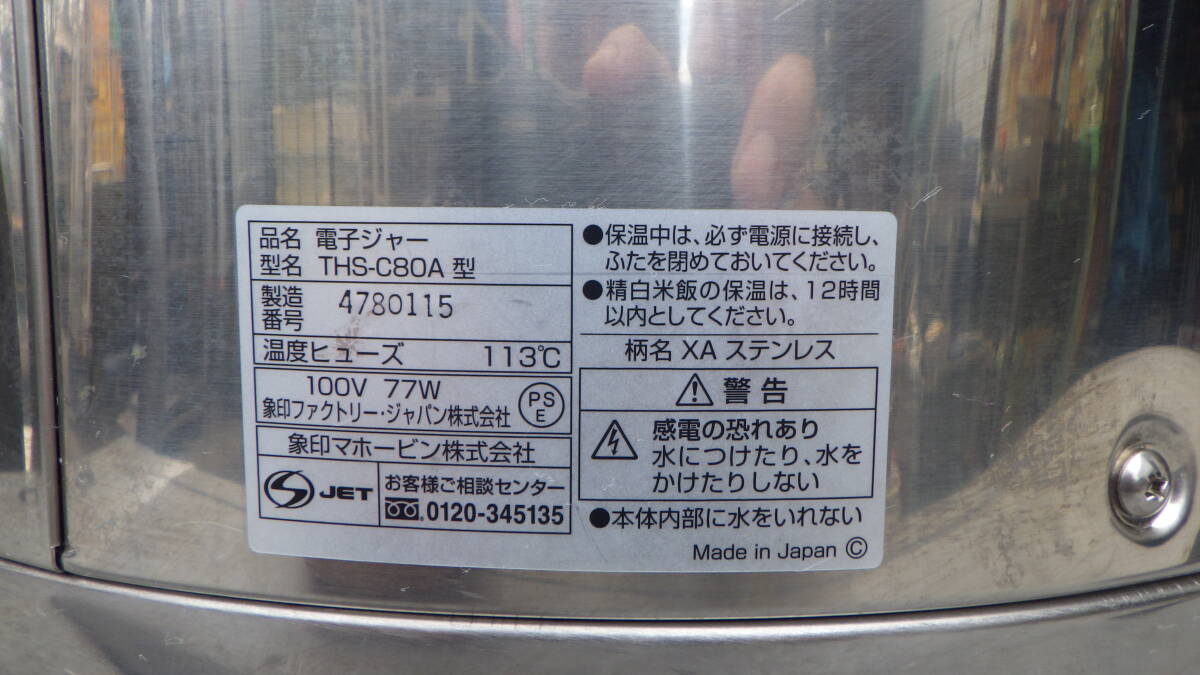 品名 電子ジャー
型名 THS-C80A 型
製造
番号 4780115
温度ヒューズ 113℃
100V 77W
象印ファクトリー・ジャパン株式会社
PS
E
象印マホービン株式会社
JET
お客様ご相談センター
0120-345135
●保温中は、必ず電源に接続し、
ふたを閉めておいてください。
●精白米飯の保温は、12時間
以内としてください。
柄名 XA ステンレス
警告
感電の恐れあり
水につけたり、水を
かけたりしない
●本体内部に水をいれない
Made in Japan Ⓒ